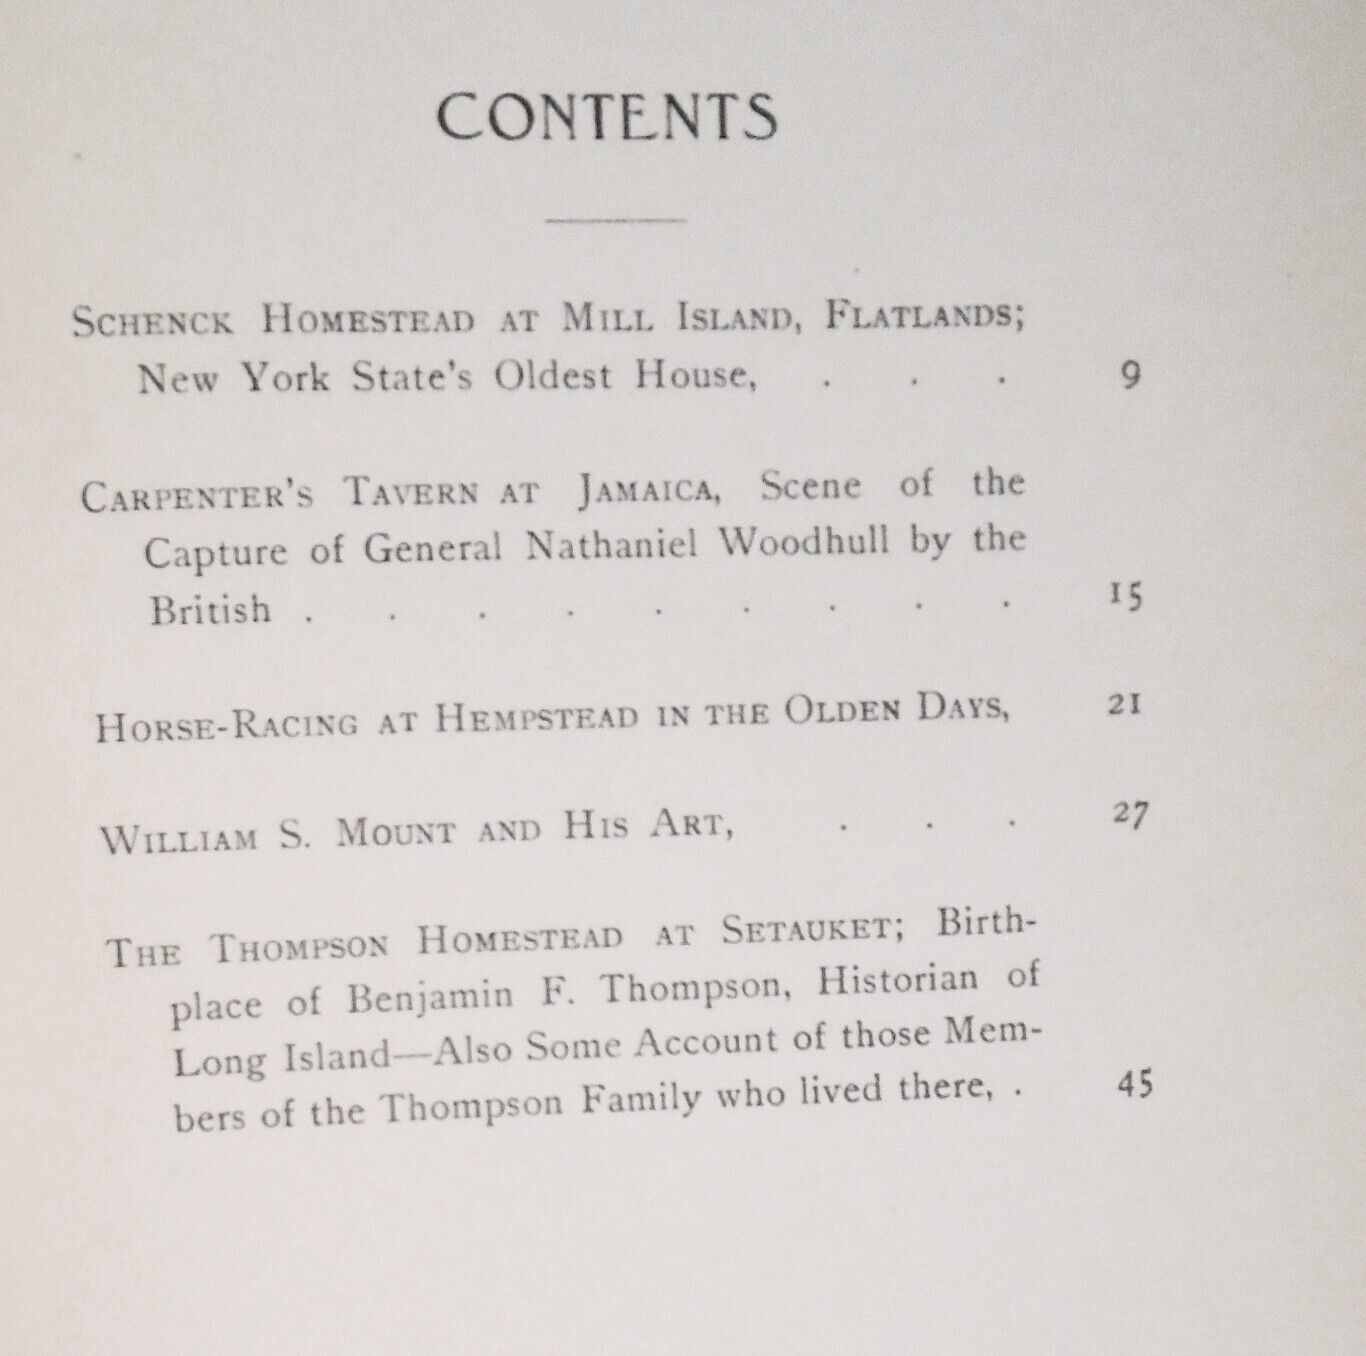 CONTENTS
SCHENCK HOMESTEAD AT MILL ISLAND, FLATLANDS;
New York State's Oldest House, . . . 9
CARPENTER'S TAVERN AT JAMAICA, Scene of the
Capture of General Nathaniel Woodhull by the
British . . . . . . . . . 15
HORSE-RACING AT HEMPSTEAD IN THE OLDEN DAYS, 21
WILLIAM S. MOUNT AND HIS ART, . . . 27
THE THOMPSON HOMESTEAD AT SETAUKET; Birth-
place of Benjamin F. Thompson, Historian of
Long Island—Also Some Account of those Mem-
bers of the Thompson Family who lived there, . 45